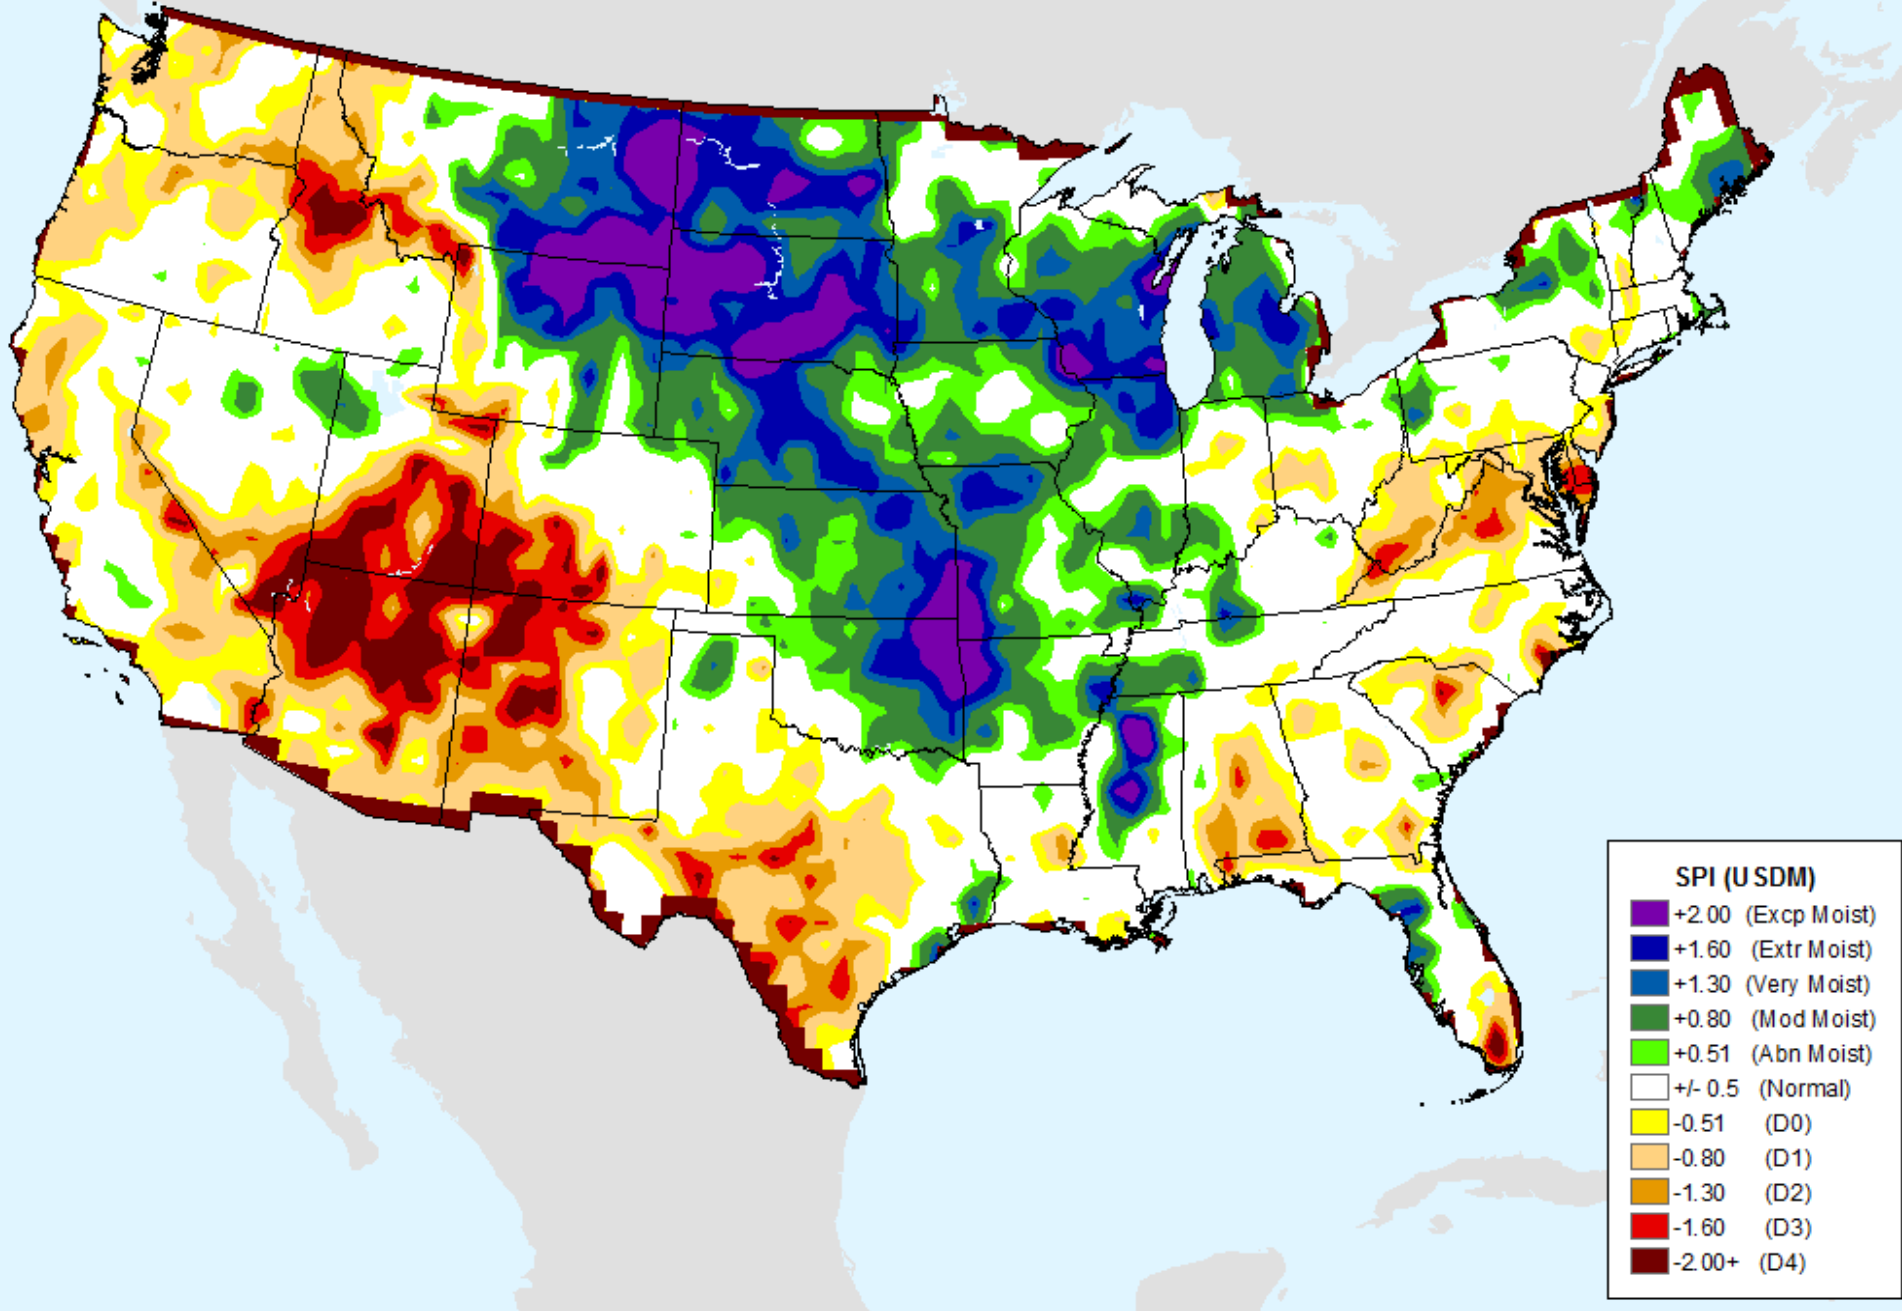 SPI (USDM)
+2.00 (Excp Moist)
+1.60 (Extr Moist)
+1.30 (Very Moist)
+0.80 (Mod Moist)
+0.51 (Abn Moist)
+/- 0.5 (Normal)
-0.51 (D0)
-0.80 (D1)
-1.30 (D2)
-1.60 (D3)
-2.00+ (D4)